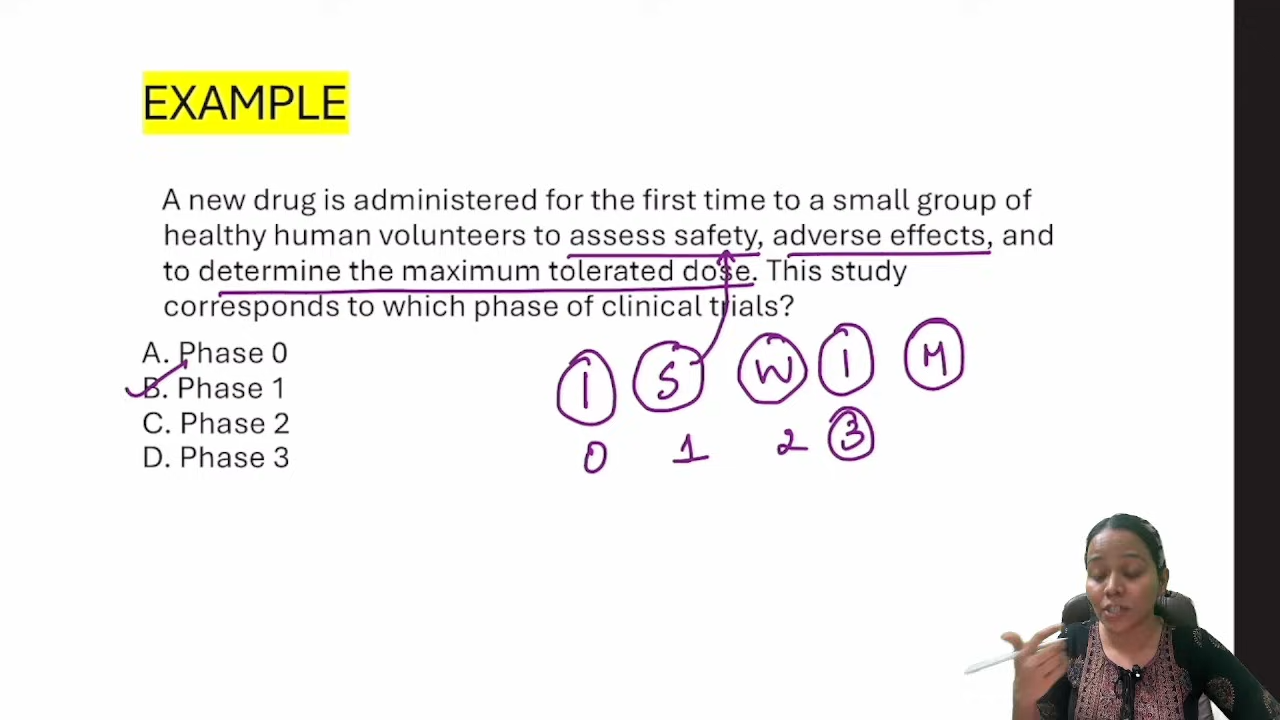 EXAMPLE
A new drug is administered for the first time to a small group of
healthy human volunteers to assess safety, adverse effects, and
to determine the maximum tolerated dose. This study
corresponds to which phase of clinical trials?
A. Phase 0
B. Phase 1
C. Phase 2
D. Phase 3
I S W I M
0 1 2 3